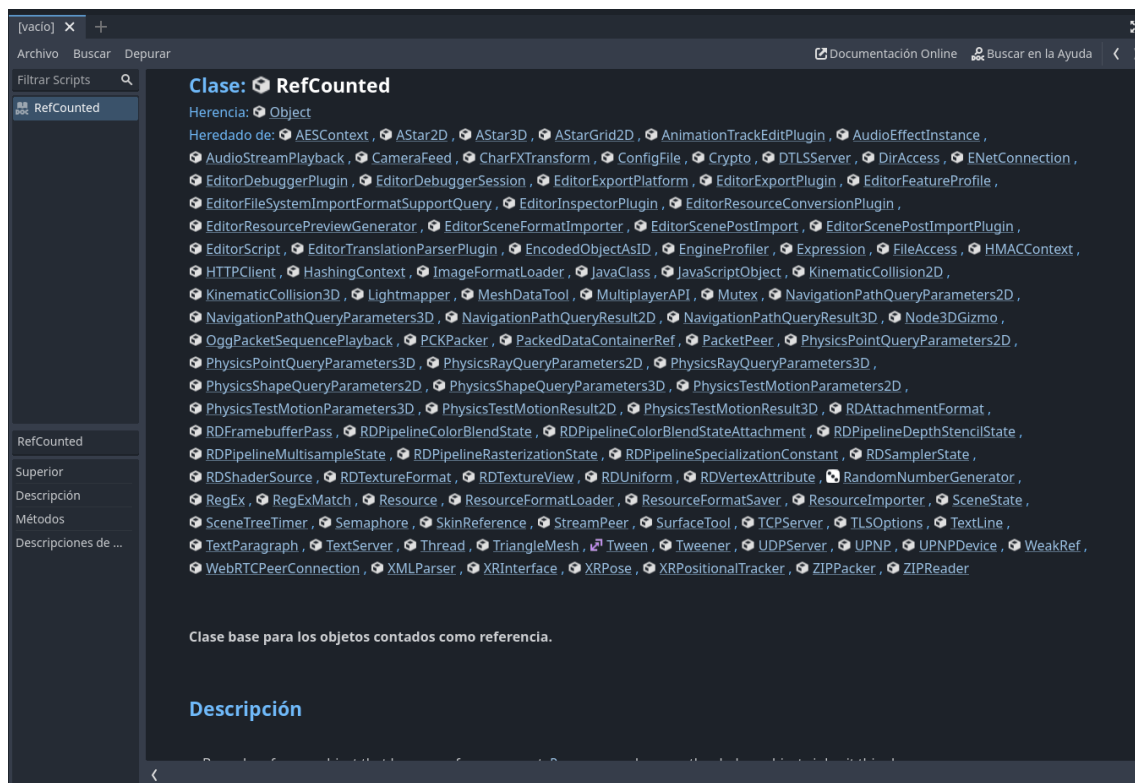 [vacío]
Archivo Buscar Depurar Documentación Online Buscar en la Ayuda
Filtrar Scripts
RefCounted
RefCounted
Superior
Descripción
Métodos
Descripciones de ...
Clase: RefCounted
Herencia: Object
Heredado de: AESContext , AStar2D , AStar3D , AStarGrid2D , AnimationTrackEditPlugin , AudioEffectInstance ,
AudioStreamPlayback , CameraFeed , CharFXTransform , ConfigFile , Crypto , DTLSServer , DirAccess , ENetConnection ,
EditorDebuggerPlugin , EditorDebuggerSession , EditorExportPlatform , EditorExportPlugin , EditorFeatureProfile ,
EditorFileSystemImportFormatSupportQuery , EditorInspectorPlugin , EditorResourceConversionPlugin ,
EditorResourcePreviewGenerator , EditorSceneFormatImporter , EditorScenePostImport , EditorScenePostImportPlugin ,
EditorScript , EditorTranslationParserPlugin , EncodedObjectAsID , EngineProfiler , Expression , FileAccess , HMACContext ,
HTTPClient , HashingContext , ImageFormatLoader , JavaClass , JavaScriptObject , KinematicCollision2D ,
KinematicCollision3D , Lightmapper , MeshDataTool , MultiplayerAPI , Mutex , NavigationPathQueryParameters2D ,
NavigationPathQueryParameters3D , NavigationPathQueryResult2D , NavigationPathQueryResult3D , Node3DGizmo ,
OggPacketSequencePlayback , PCKPacker , PackedDataContainerRef , PacketPeer , PhysicsPointQueryParameters2D ,
PhysicsPointQueryParameters3D , PhysicsRayQueryParameters2D , PhysicsRayQueryParameters3D ,
PhysicsShapeQueryParameters2D , PhysicsShapeQueryParameters3D , PhysicsTestMotionParameters2D ,
PhysicsTestMotionParameters3D , PhysicsTestMotionResult2D , PhysicsTestMotionResult3D , RDAttachmentFormat ,
RDFramebufferPass , RDPipelineColorBlendState , RDPipelineColorBlendStateAttachment , RDPipelineDepthStencilState ,
RDPipelineMultisampleState , RDPipelineRasterizationState , RDPipelineSpecializationConstant , RDSamplerState ,
RDShaderSource , RDTextureFormat , RDTextureView , RDUniform , RDVertexAttribute , RandomNumberGenerator ,
RegEx , RegExMatch , Resource , ResourceFormatLoader , ResourceFormatSaver , ResourceImporter , SceneState ,
SceneTreeTimer , Semaphore , SkinReference , StreamPeer , SurfaceTool , TCPServer , TLSOptions , TextLine ,
TextParagraph , TextServer , Thread , TriangleMesh , Tween , Tweener , UDPServer , UPNP , UPNPDevice , WeakRef ,
WebRTCPeerConnection , XMLParser , XRInterface , XRPose , XRPositionalTracker , ZIPPacker , ZIPReader
Clase base para los objetos contados como referencia.
Descripción